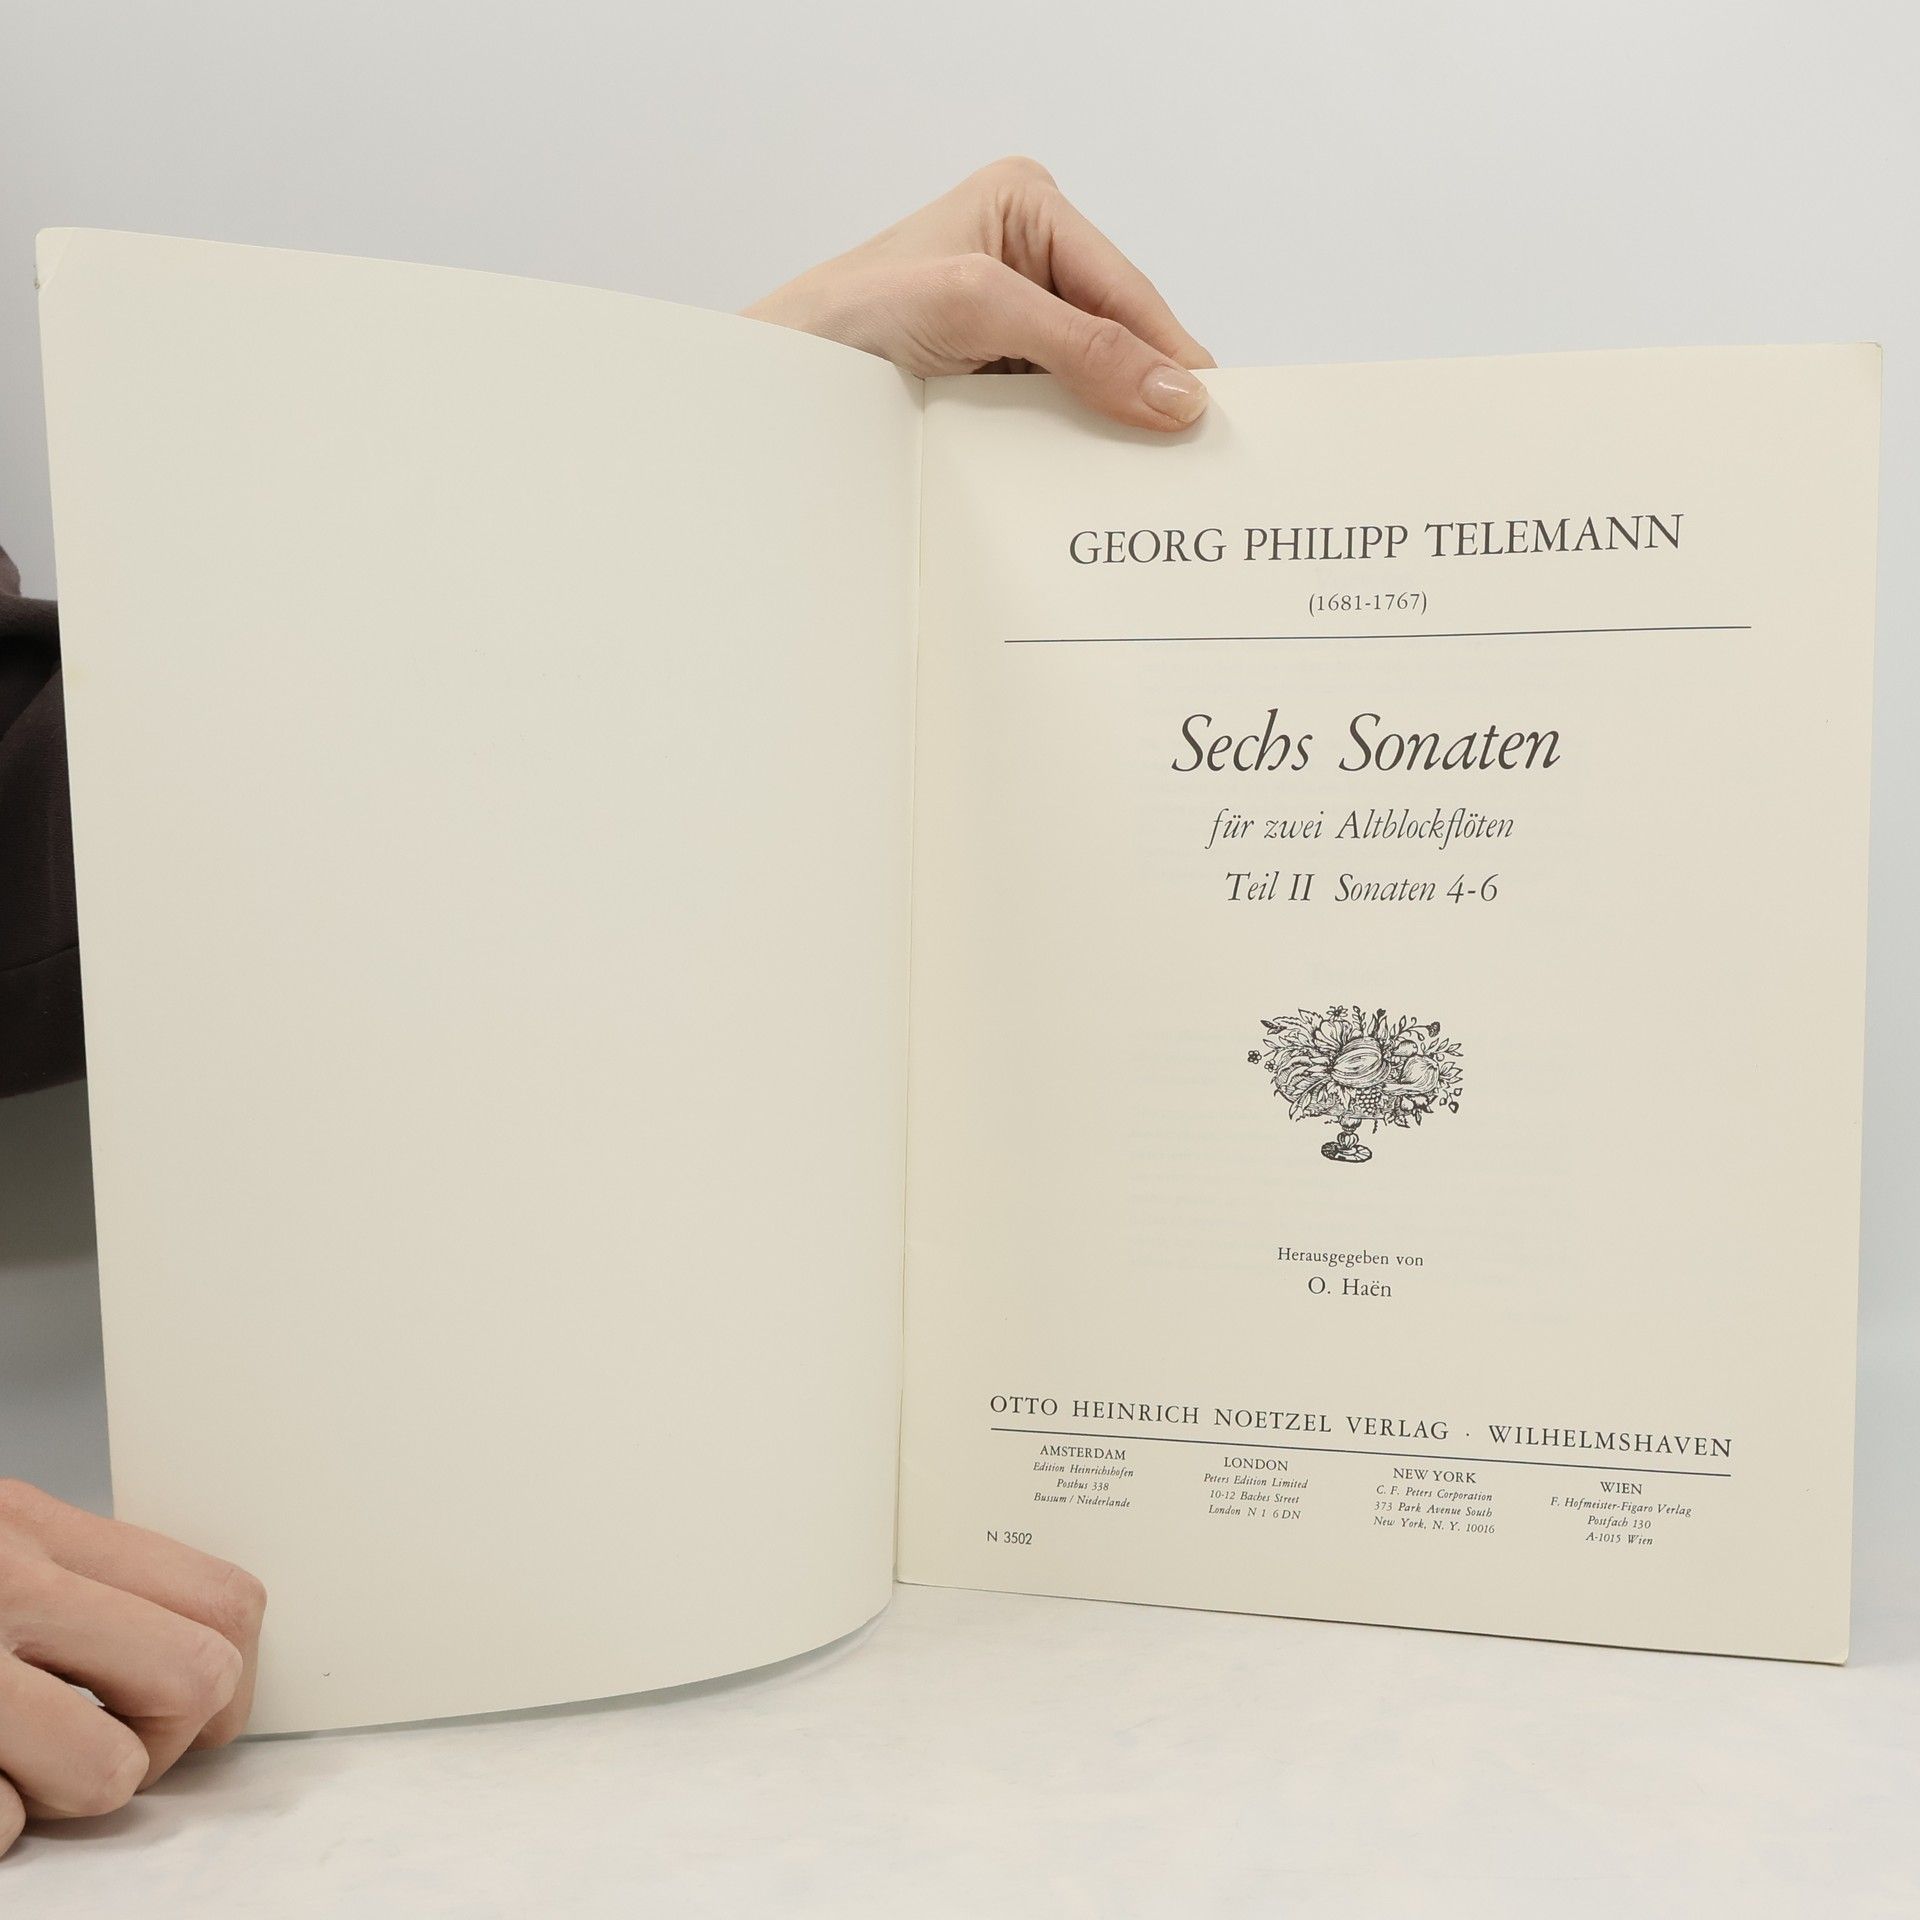 GEORG PHILIPP TELEMANN
(1681-1767)
Sechs Sonaten
für zwei Altblockflöten
Teil II Sonaten 4-6
Herausgegeben von
O. Haën
OTTO HEINRICH NOETZEL VERLAG · WILHELMSHAVEN
AMSTERDAM
Edition Heinrichshofen
Postbus 338
Bussum / Niederlande
LONDON
Peters Edition Limited
10-12 Baches Street
London N 1 6 DN
NEW YORK
C. F. Peters Corporation
373 Park Avenue South
New York, N. Y. 10016
WIEN
F. Hofmeister-Figaro Verlag
Postfach 130
A-1015 Wien
N 3502